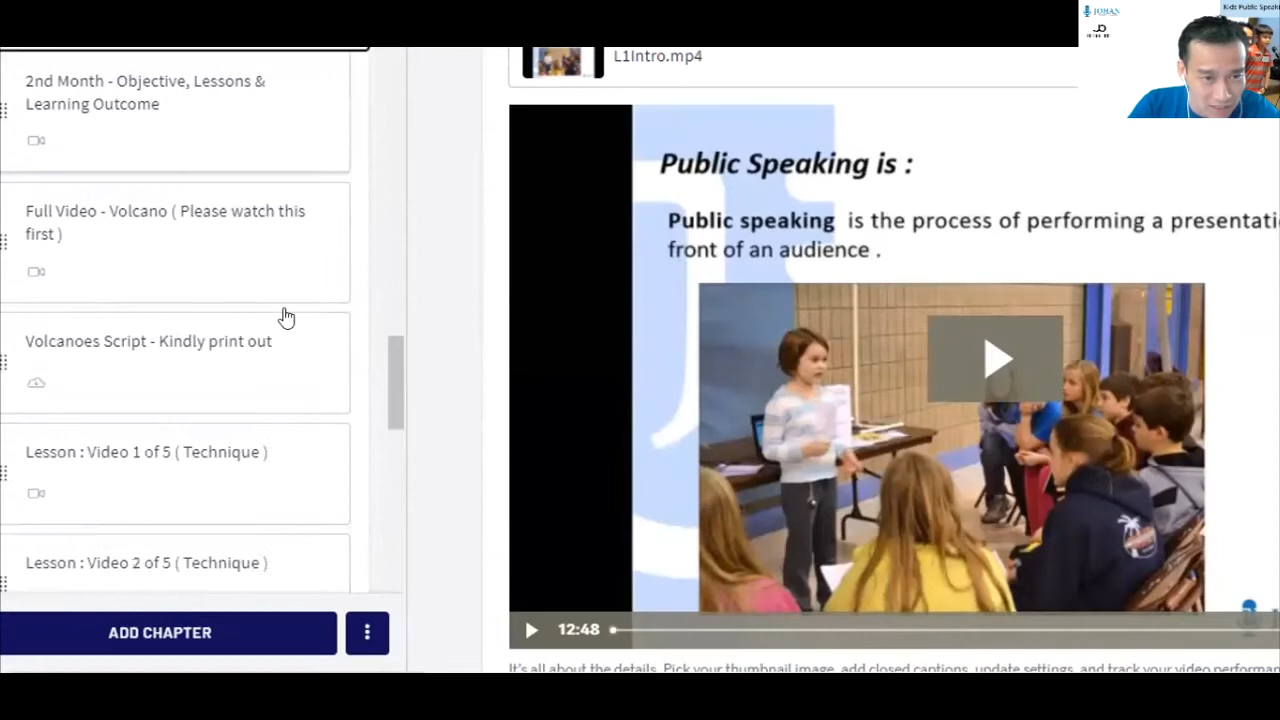 JOHAN
Kids Public Speaki
2nd Month - Objective, Lessons &
Learning Outcome
Full Video - Volcano ( Please watch this
first )
Volcanoes Script - Kindly print out
Lesson : Video 1 of 5 ( Technique )
Lesson : Video 2 of 5 ( Technique )
ADD CHAPTER
L1Intro.mp4
Public Speaking is :
Public speaking is the process of performing a presentati
front of an audience .
12:48
It's all about the details. Pick your thumbnail image, add closed captions, update settings, and track your video performan